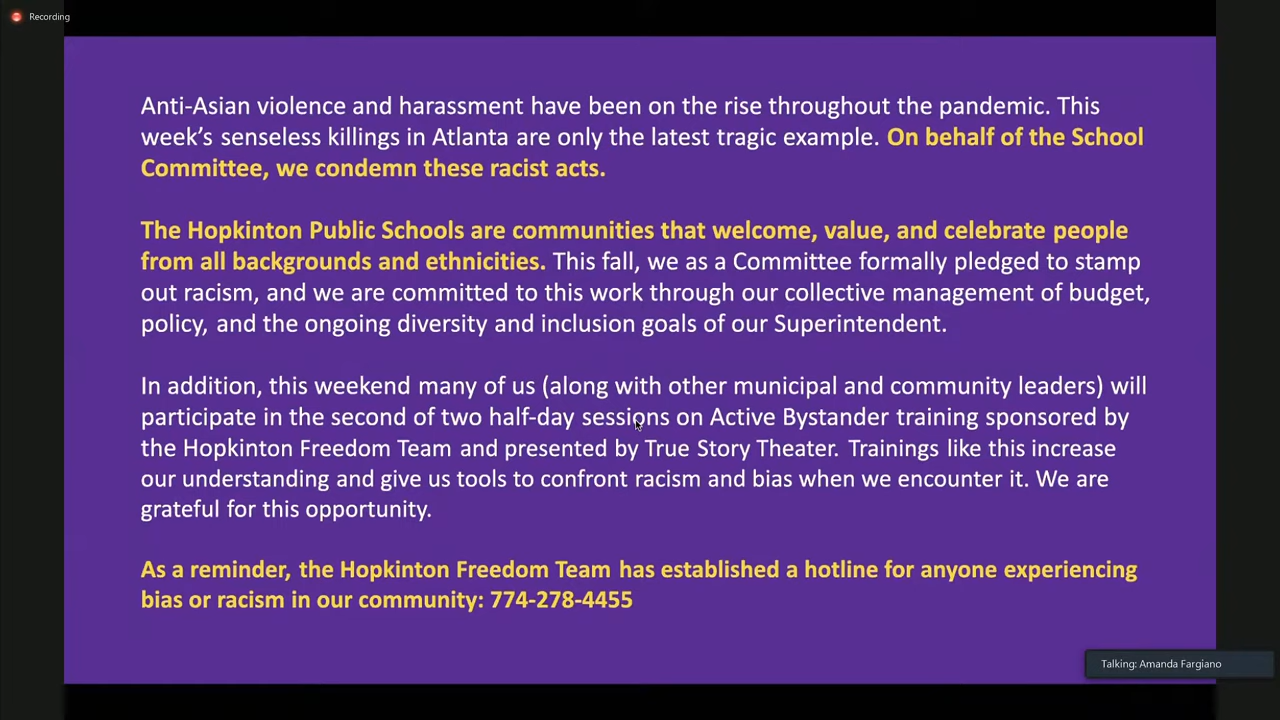 Recording
Anti-Asian violence and harassment have been on the rise throughout the pandemic. This
week's senseless killings in Atlanta are only the latest tragic example. On behalf of the School
Committee, we condemn these racist acts.
The Hopkinton Public Schools are communities that welcome, value, and celebrate people
from all backgrounds and ethnicities. This fall, we as a Committee formally pledged to stamp
out racism, and we are committed to this work through our collective management of budget,
policy, and the ongoing diversity and inclusion goals of our Superintendent.
In addition, this weekend many of us (along with other municipal and community leaders) will
participate in the second of two half-day sessions on Active Bystander training sponsored by
the Hopkinton Freedom Team and presented by True Story Theater. Trainings like this increase
our understanding and give us tools to confront racism and bias when we encounter it. We are
grateful for this opportunity.
As a reminder, the Hopkinton Freedom Team has established a hotline for anyone experiencing
bias or racism in our community: 774-278-4455
Talking: Amanda Fargiano